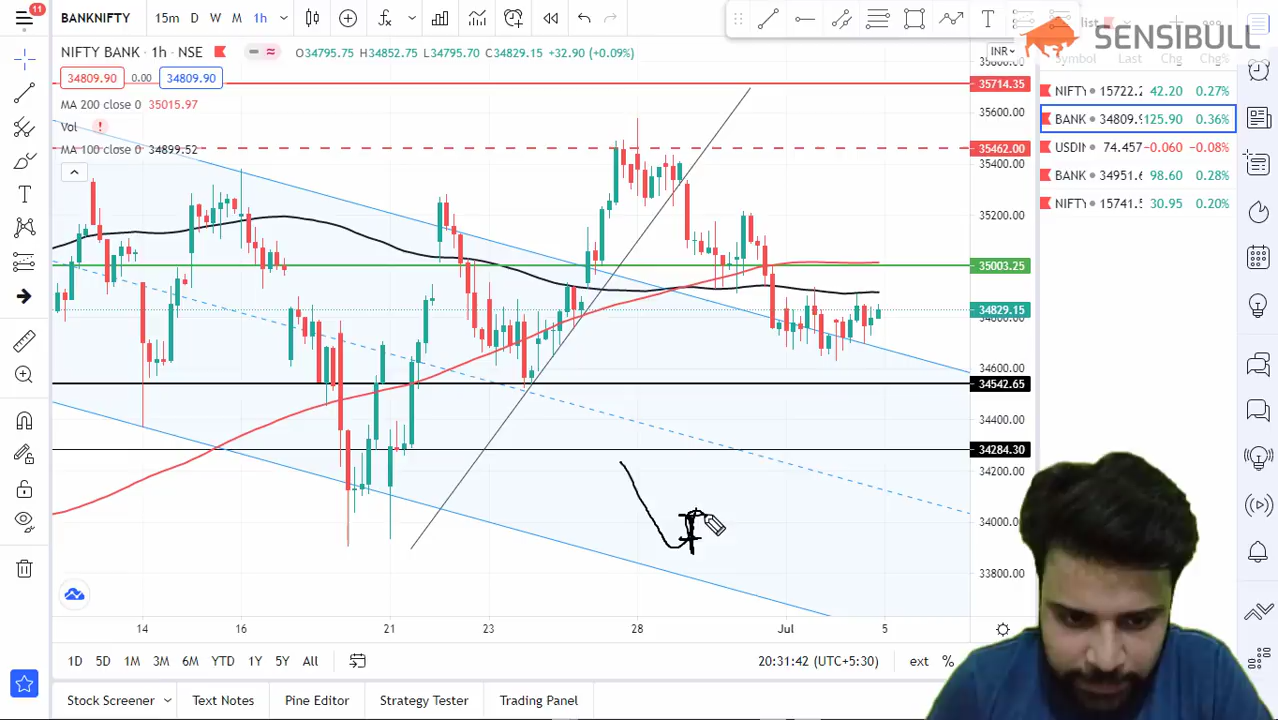 11
BANKNIFTY 15m D W M 1h
SENSIBULL
NIFTY BANK · 1h · NSE O34795.75 H34852.75 L34795.70 C34829.15 +32.90 (+0.09%)
34809.90 0.00 34809.90
MA 200 close 0 35015.97
Vol !
MA 100 close 0 34899.52
INR
35714.35
35600.00
35462.00
35400.00
35200.00
35003.25
34829.15
34600.00
34542.65
34400.00
34284.30
34200.00
34000.00
33800.00
Symbol Last Chg Chg%
NIFTY 15722.2 42.20 0.27%
BANK 34809.9 125.90 0.36%
USDIN 74.457 -0.060 -0.08%
BANK 34951.6 98.60 0.28%
NIFTY 15741.5 30.95 0.20%
14 16 21 23 28 Jul 5
1D 5D 1M 3M 6M YTD 1Y 5Y All 20:31:42 (UTC+5:30) ext %
Stock Screener Text Notes Pine Editor Strategy Tester Trading Panel